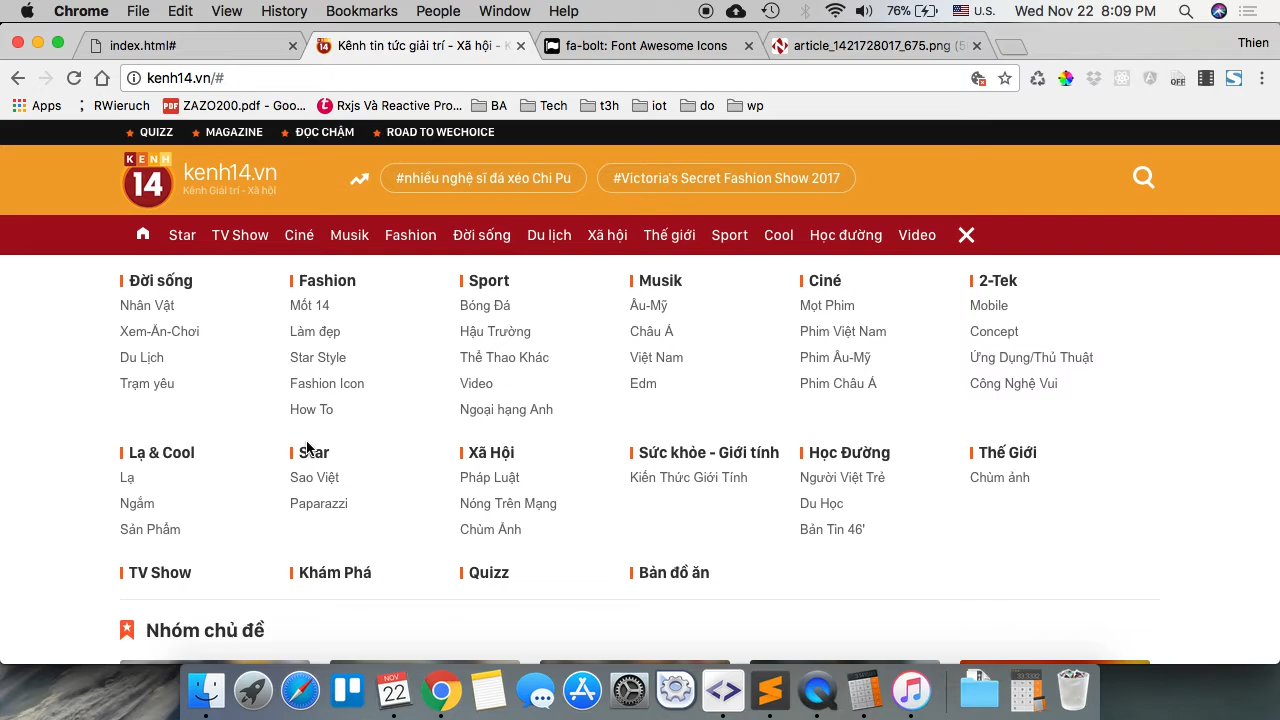 Chrome File Edit View History Bookmarks People Window Help 76% U.S. Wed Nov 22 8:09 PM
index.html# Kênh tin tức giải trí - Xã hội - K fa-bolt: Font Awesome Icons article_1421728017_675.png (5 Thien
kenh14.vn/# OFF
Apps RWieruch PDF ZAZO200.pdf - Goo... Rxjs Và Reactive Pro... BA Tech t3h iot do wp
QUIZZ MAGAZINE ĐỌC CHẬM ROAD TO WECHOICE
KENH 14 kenh14.vn #nhiều nghệ sĩ đá xéo Chi Pu #Victoria's Secret Fashion Show 2017
Kênh Giải trí - Xã hội
Star TV Show Ciné Musik Fashion Đời sống Du lịch Xã hội Thế giới Sport Cool Học đường Video
Đời sống Fashion Sport Musik Ciné 2-Tek
Nhân Vật Mốt 14 Bóng Đá Âu-Mỹ Mọt Phim Mobile
Xem-Ăn-Chơi Làm đẹp Hậu Trường Châu Á Phim Việt Nam Concept
Du Lịch Star Style Thể Thao Khác Việt Nam Phim Âu-Mỹ Ứng Dụng/Thủ Thuật
Trạm yêu Fashion Icon Video Edm Phim Châu Á Công Nghệ Vui
How To Ngoại hạng Anh
Lạ & Cool Star Xã Hội Sức khỏe - Giới tính Học Đường Thế Giới
Lạ Sao Việt Pháp Luật Kiến Thức Giới Tính Người Việt Trẻ Chùm ảnh
Ngắm Paparazzi Nóng Trên Mạng Du Học
Sản Phẩm Chùm Ảnh Bản Tin 46'
TV Show Khám Phá Quizz Bản đồ ăn
Nhóm chủ đề
NOV
22